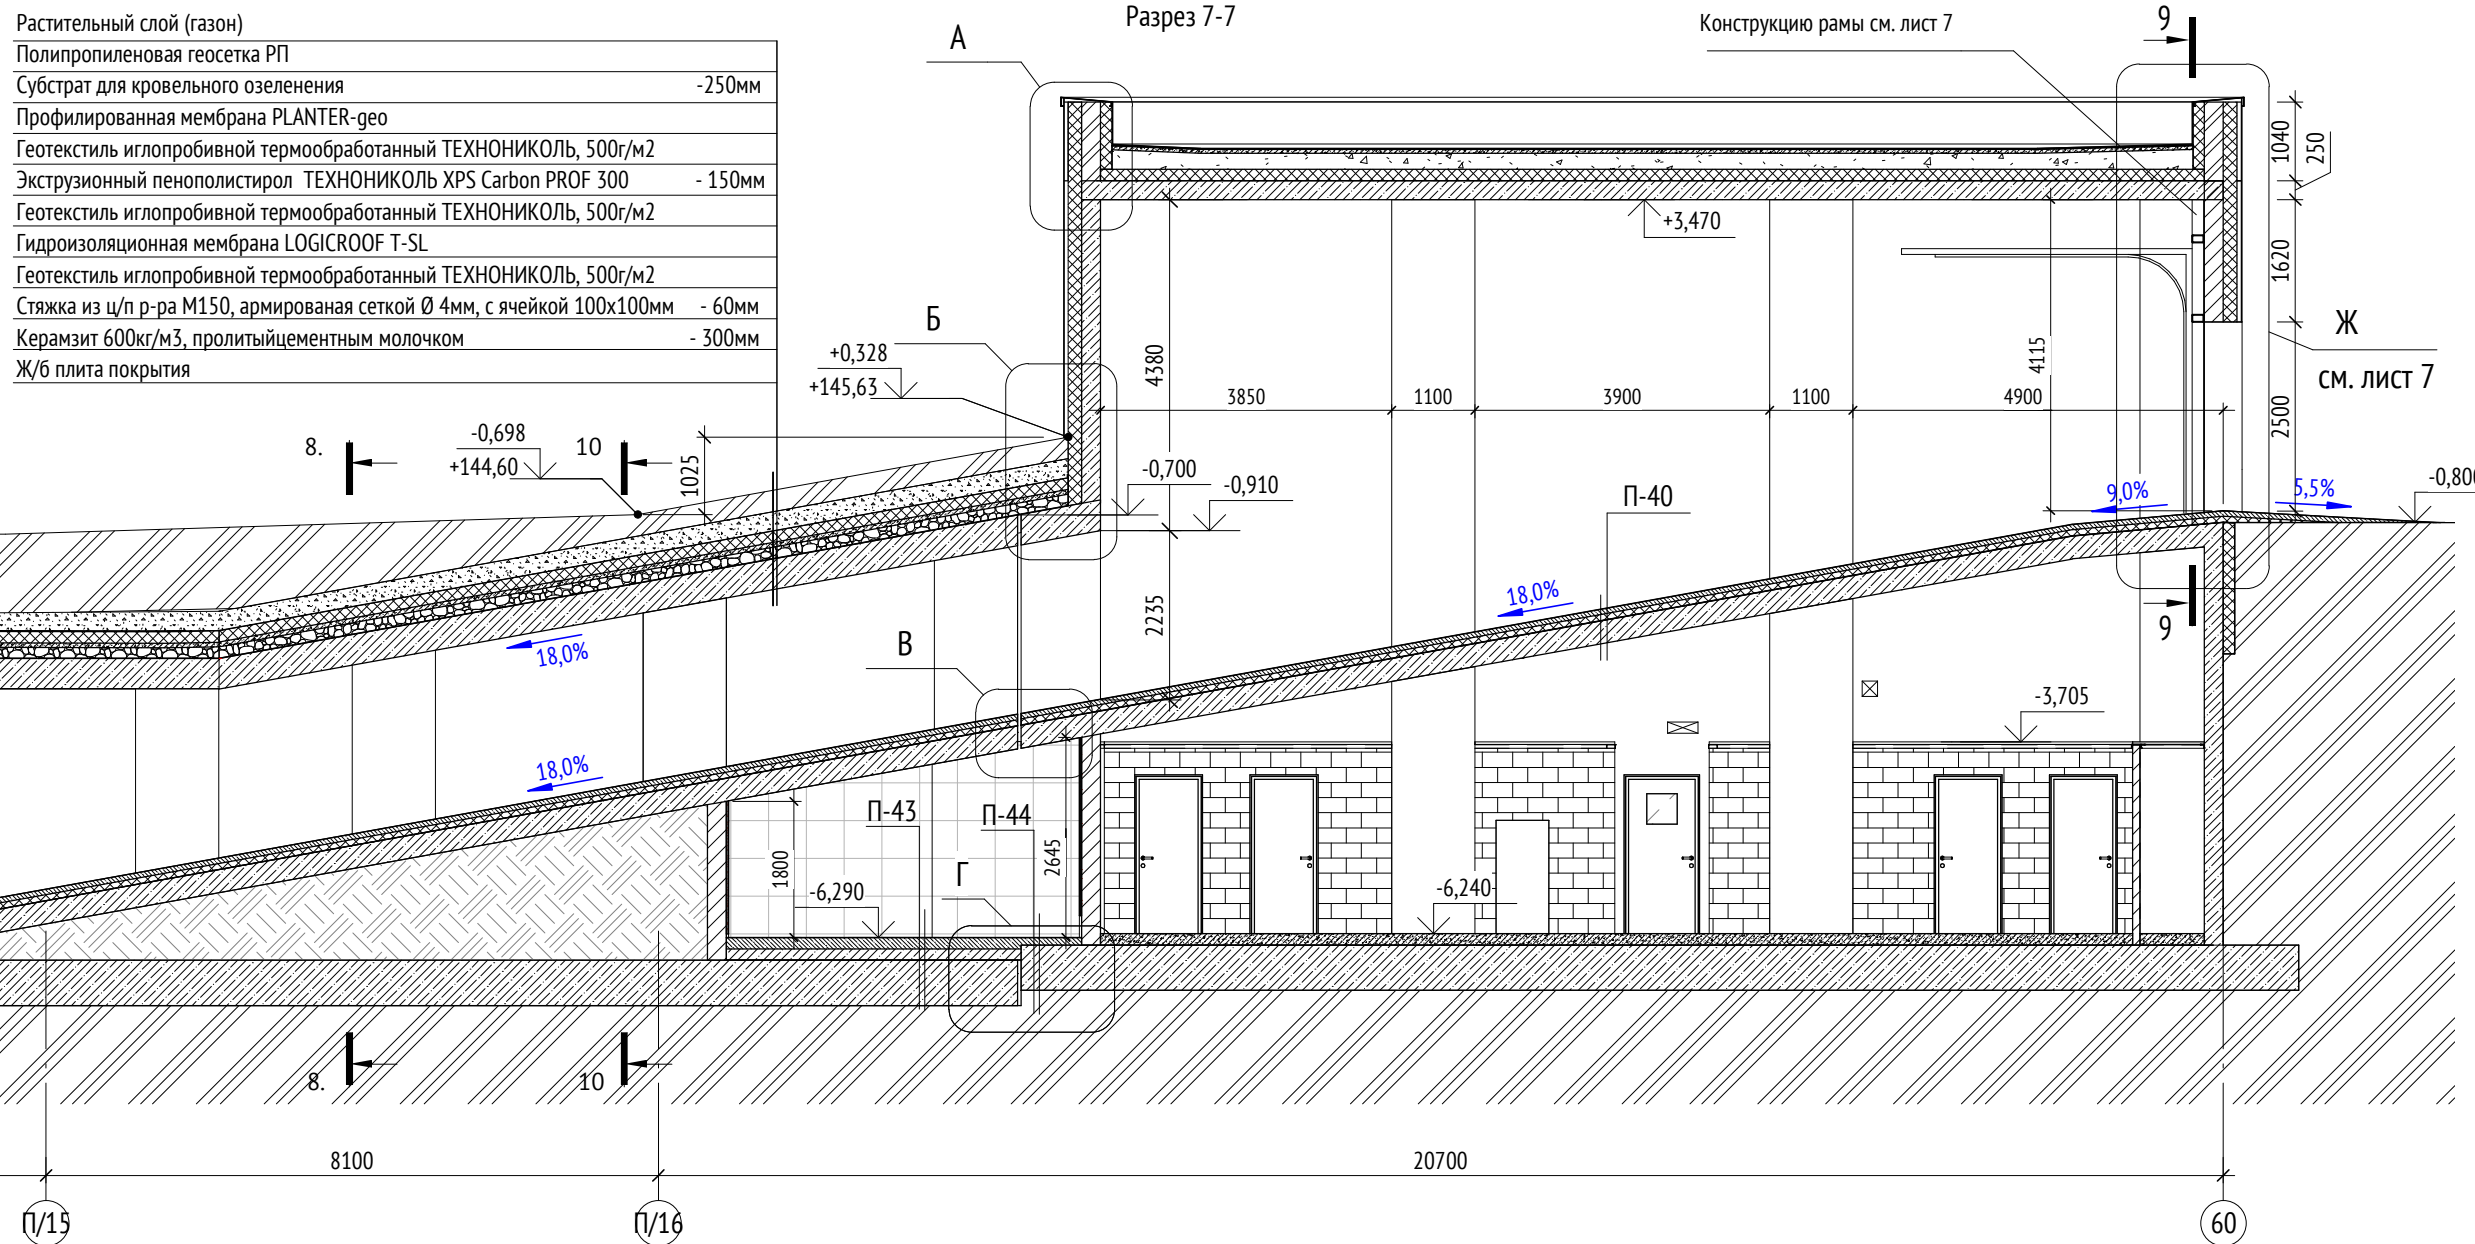 Разрез 7-7
Растительный слой (газон)
Полипропиленовая геосетка РП
Субстрат для кровельного озеленения -250мм
Профилированная мембрана PLANTER-geo
Геотекстиль иглопробивной термообработанный ТЕХНОНИКОЛЬ, 500г/м2
Экструзионный пенополистирол ТЕХНОНИКОЛЬ XPS Carbon PROF 300 - 150мм
Геотекстиль иглопробивной термообработанный ТЕХНОНИКОЛЬ, 500г/м2
Гидроизоляционная мембрана LOGICROOF T-SL
Геотекстиль иглопробивной термообработанный ТЕХНОНИКОЛЬ, 500г/м2
Стяжка из ц/п р-ра М150, армированая сеткой Ø 4мм, с ячейкой 100х100мм - 60мм
Керамзит 600кг/м3, пролитыйцементным молочком - 300мм
Ж/б плита покрытия
А
Конструкцию рамы см. лист 7
9
1040
250
+3,470
1620
Б
Ж
см. лист 7
+0,328
+145,63
4380
4115
3850
1100
3900
1100
4900
2500
8.
-0,698
+144,60
10
1025
-0,700
-0,910
П-40
9,0%
5,5%
-0,800
18,0%
2235
9
18,0%
В
-3,705
18,0%
П-43
П-44
1800
2645
-6,290
Г
-6,240
8.
10
8100
20700
П/15
П/16
60